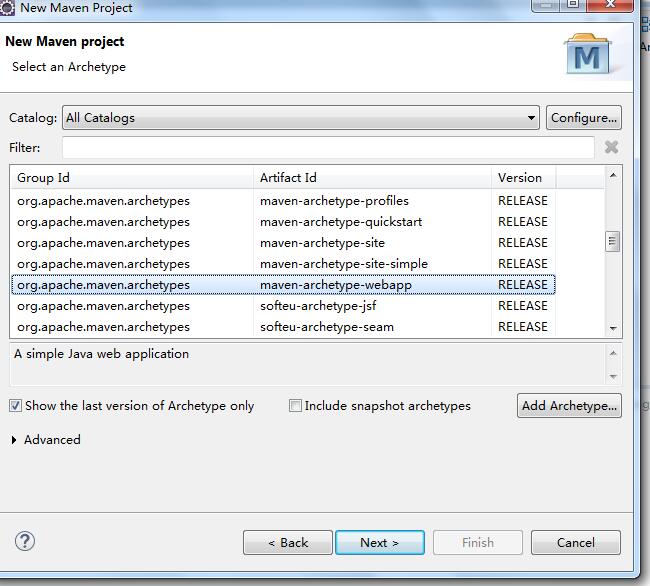 New Maven Project
New Maven project
Select an Archetype
M
Catalog: All Catalogs Configure...
Filter:
Group Id Artifact Id Version
org.apache.maven.archetypes maven-archetype-profiles RELEASE
org.apache.maven.archetypes maven-archetype-quickstart RELEASE
org.apache.maven.archetypes maven-archetype-site RELEASE
org.apache.maven.archetypes maven-archetype-site-simple RELEASE
org.apache.maven.archetypes maven-archetype-webapp RELEASE
org.apache.maven.archetypes softeu-archetype-jsf RELEASE
org.apache.maven.archetypes softeu-archetype-seam RELEASE
A simple Java web application
Show the last version of Archetype only Include snapshot archetypes Add Archetype...
Advanced
? < Back Next > Finish Cancel